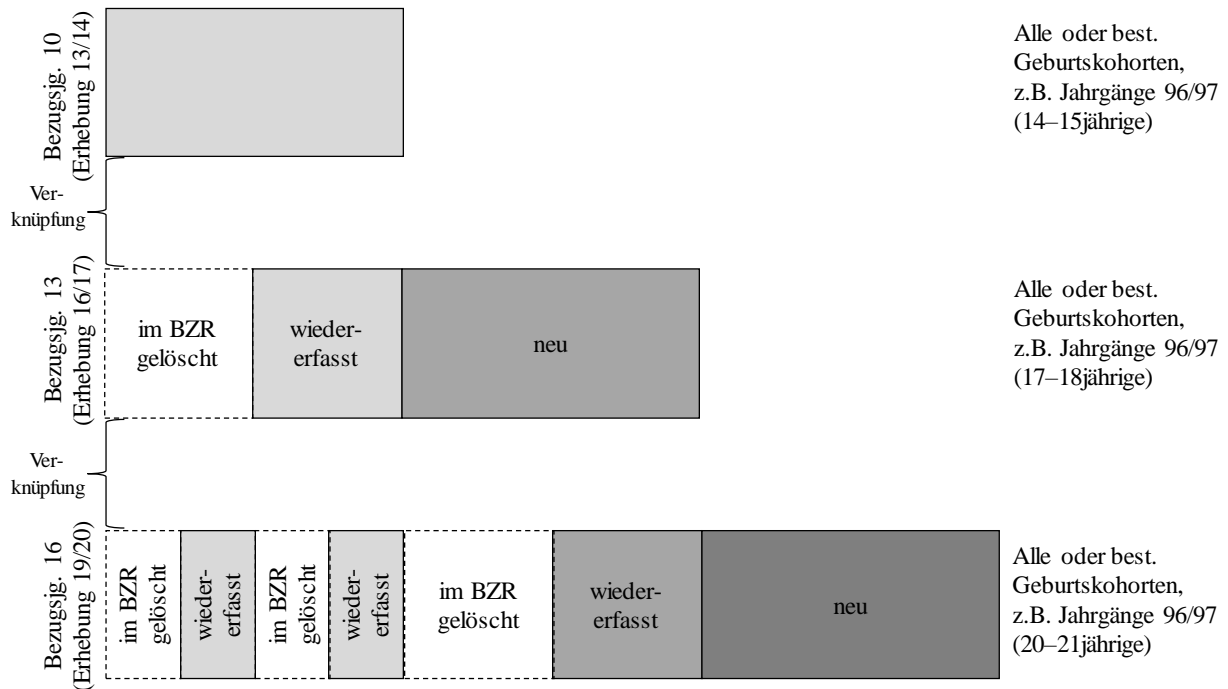 Bezugsjg. 10
(Erhebung 13/14)
Alle oder best.
Geburtskohorten,
z.B. Jahrgänge 96/97
(14–15jährige)
Ver-
knüpfung
Bezugsjg. 13
(Erhebung 16/17)
im BZR
gelöscht
wieder-
erfasst
neu
Alle oder best.
Geburtskohorten,
z.B. Jahrgänge 96/97
(17–18jährige)
Ver-
knüpfung
Bezugsjg. 16
(Erhebung 19/20)
im BZR
gelöscht
wieder-
erfasst
im BZR
gelöscht
wieder-
erfasst
im BZR
gelöscht
wieder-
erfasst
neu
Alle oder best.
Geburtskohorten,
z.B. Jahrgänge 96/97
(20–21jährige)